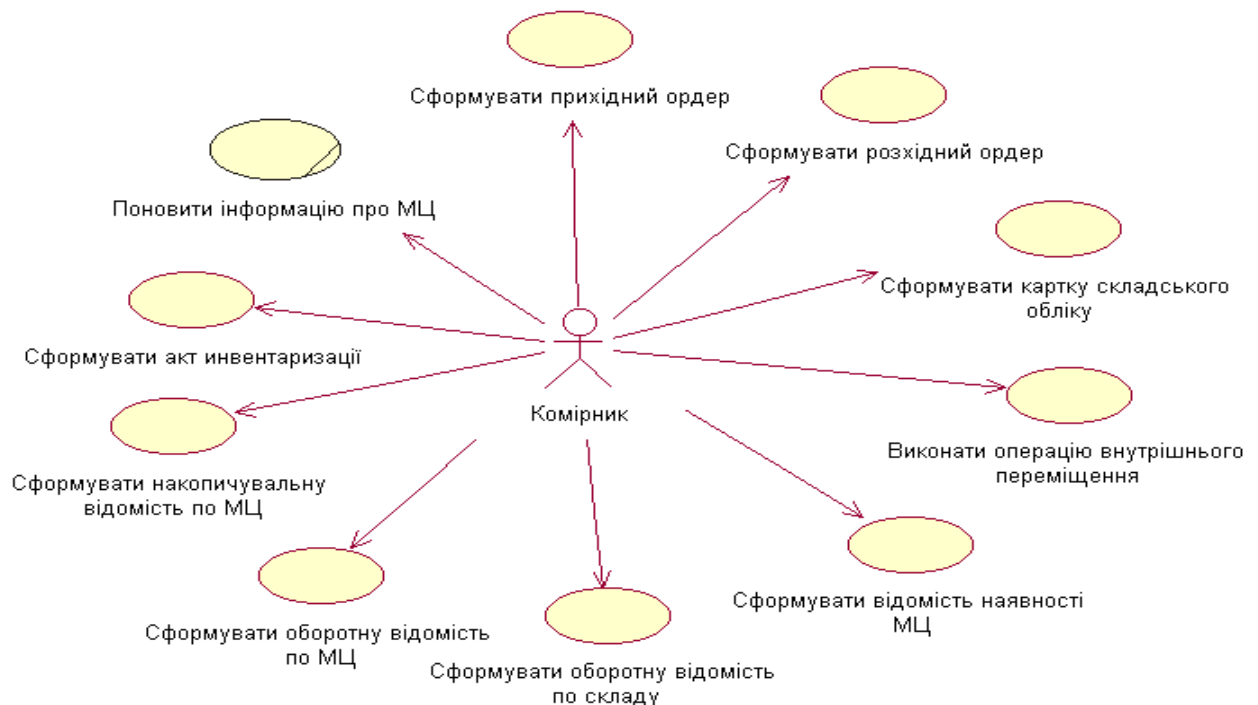 Сформувати прихідний ордер
Сформувати розхідний ордер
Поновити інформацію про МЦ
Сформувати картку складського
обліку
Сформувати акт инвентаризації
Комірник
Виконати операцію внутрішнього
переміщення
Сформувати накопичувальну
відомість по МЦ
Сформувати відомість наявності
МЦ
Сформувати оборотну відомість
по МЦ
Сформувати оборотну відомість
по складу